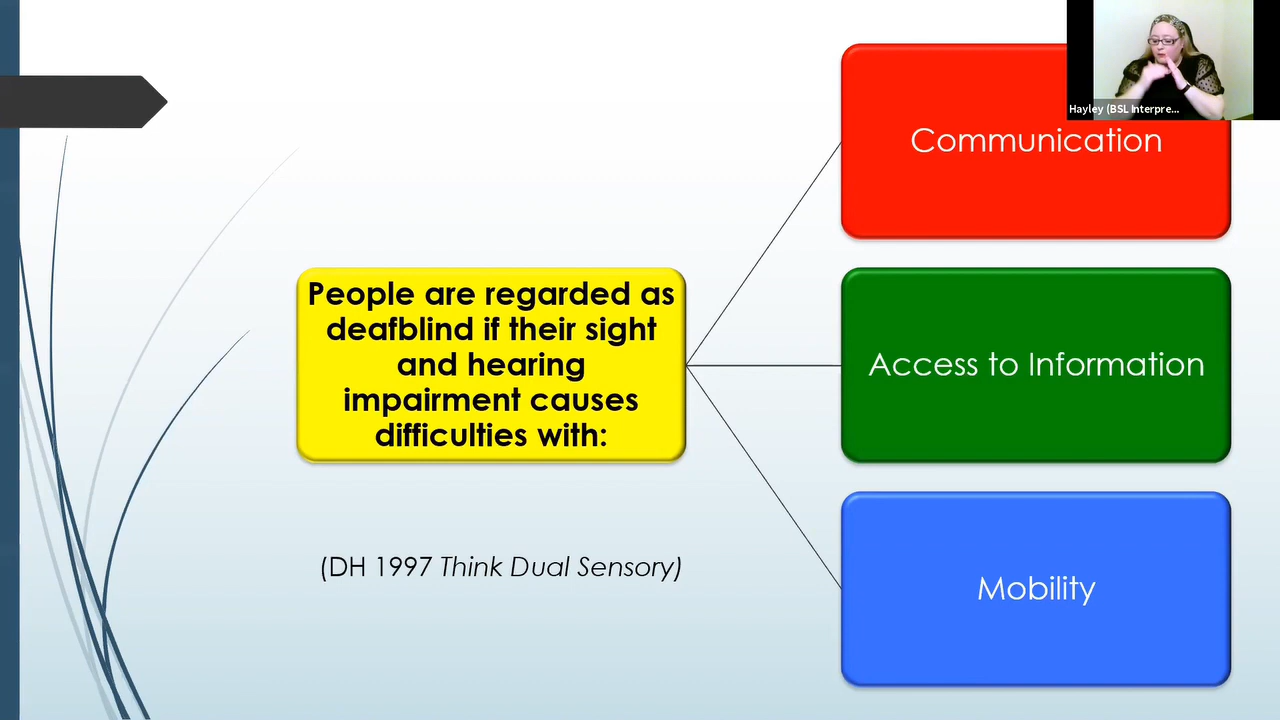 People are regarded as
deafblind if their sight
and hearing
impairment causes
difficulties with:
(DH 1997 Think Dual Sensory)
Communication
Access to Information
Mobility
Hayley (BSL Interpre...